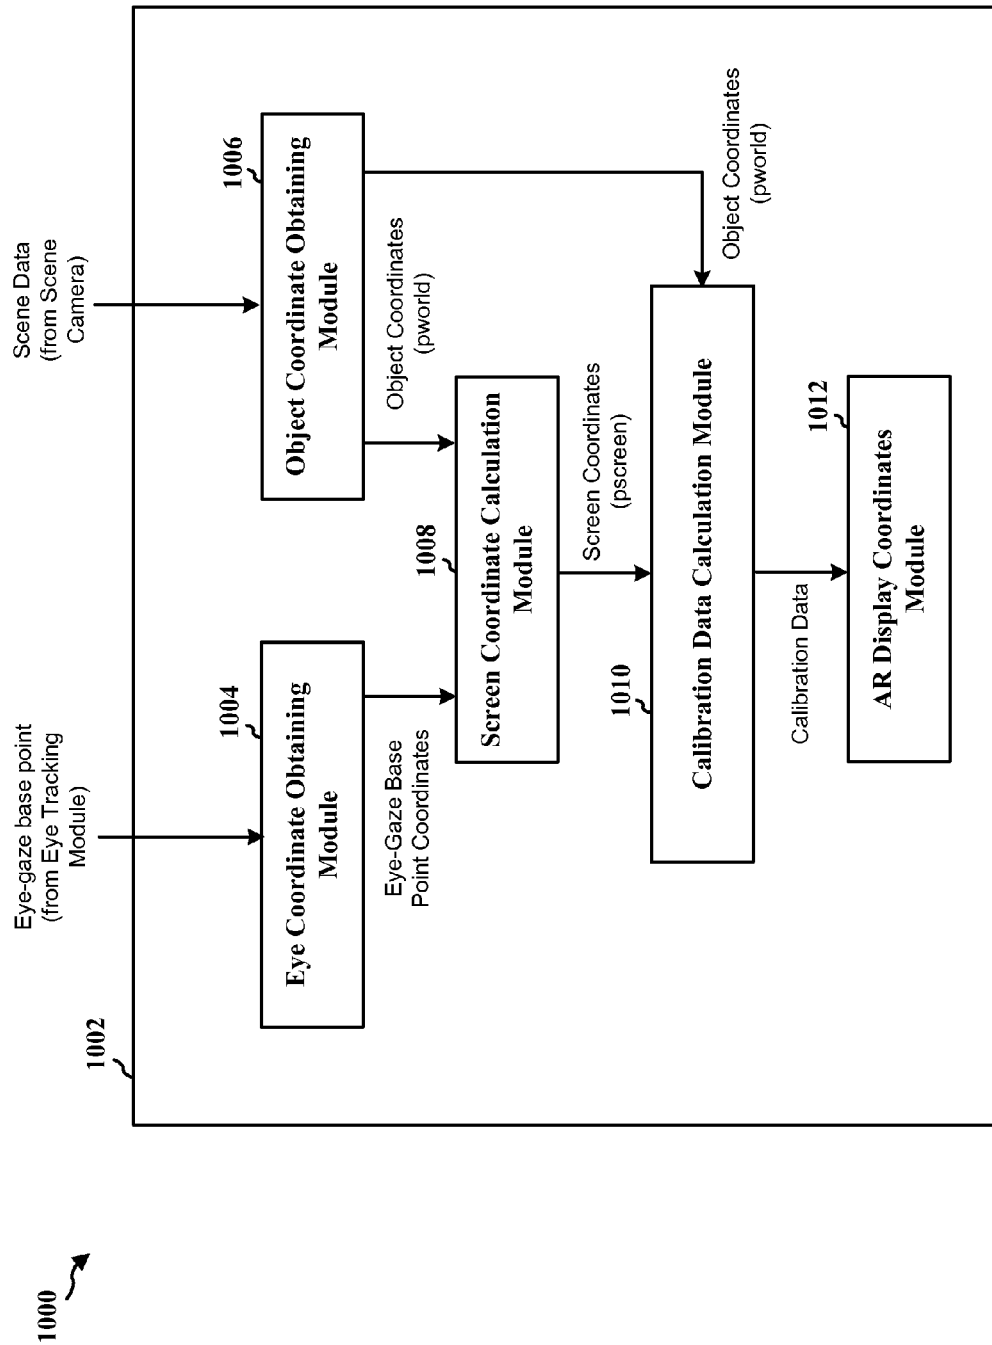 1000
1002
Eye-gaze base point
(from Eye Tracking
Module)
Scene Data
(from Scene
Camera)
1004
Eye Coordinate Obtaining
Module
1006
Object Coordinate Obtaining
Module
Eye-Gaze Base
Point Coordinates
Object Coordinates
(pworld)
1008
Screen Coordinate Calculation
Module
Screen Coordinates
(pscreen)
Object Coordinates
(pworld)
1010
Calibration Data Calculation Module
Calibration Data
1012
AR Display Coordinates
Module